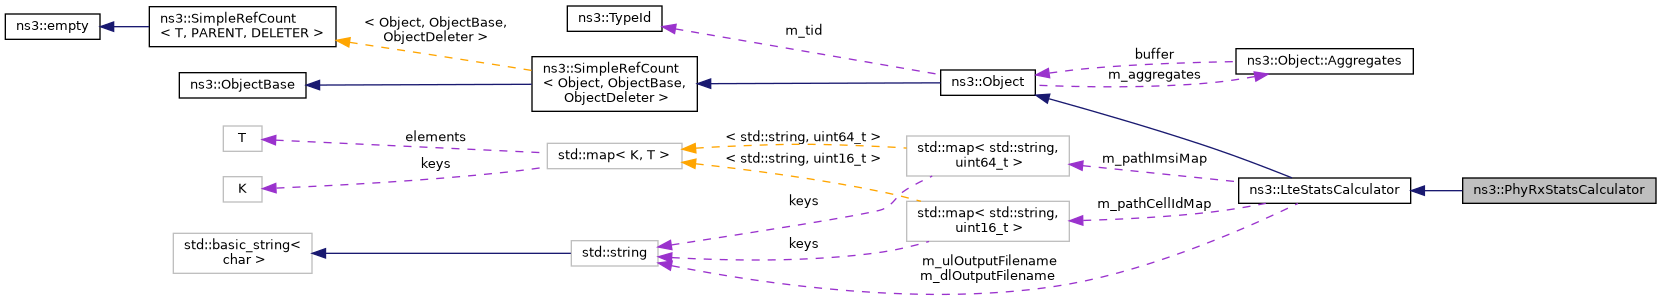 ns3::empty
ns3::SimpleRefCount
< T, PARENT, DELETER >
< Object, ObjectBase,
ObjectDeleter >
ns3::TypeId
m_tid
buffer
m_aggregates
ns3::Object::Aggregates
ns3::ObjectBase
ns3::SimpleRefCount
< Object, ObjectBase,
ObjectDeleter >
ns3::Object
T
elements
K
keys
std::map< K, T >
< std::string, uint64_t >
< std::string, uint16_t >
std::map< std::string,
uint64_t >
m_pathImsiMap
ns3::LteStatsCalculator
ns3::PhyRxStatsCalculator
keys
std::map< std::string,
uint16_t >
m_pathCellIdMap
std::basic_string<
char >
std::string
keys
m_ulOutputFilename
m_dlOutputFilename